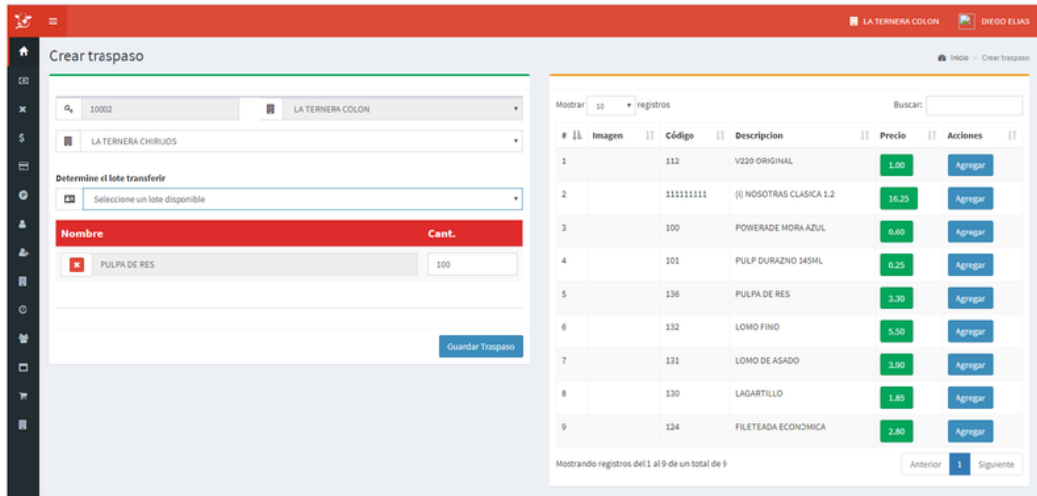 LA TERNERA COLON DIEGO ELIAS
Crear traspaso
Inicio > Crear traspaso
10002 LA TERNERA COLON
LA TERNERA CHIRIJOS
Determine el lote transferir
Seleccione un lote disponible
Nombre Cant.
PULPA DE RES 100
Guardar Traspaso
Mostrar 10 registros Buscar:
# Imagen Código Descripcion Precio Acciones
1 112 V220 ORIGINAL 1.00 Agregar
2 111111111 (I) NOSOTRAS CLASICA 1.2 16.25 Agregar
3 100 POWERADE MORA AZUL 0.60 Agregar
4 101 PULP DURAZNO 145ML 0.25 Agregar
5 136 PULPA DE RES 3.30 Agregar
6 132 LOMO FINO 5.50 Agregar
7 131 LOMO DE ASADO 3.90 Agregar
8 130 LAGARTILLO 1.85 Agregar
9 124 FILETEADA ECONOMICA 2.80 Agregar
Mostrando registros del 1 al 9 de un total de 9 Anterior 1 Siguiente